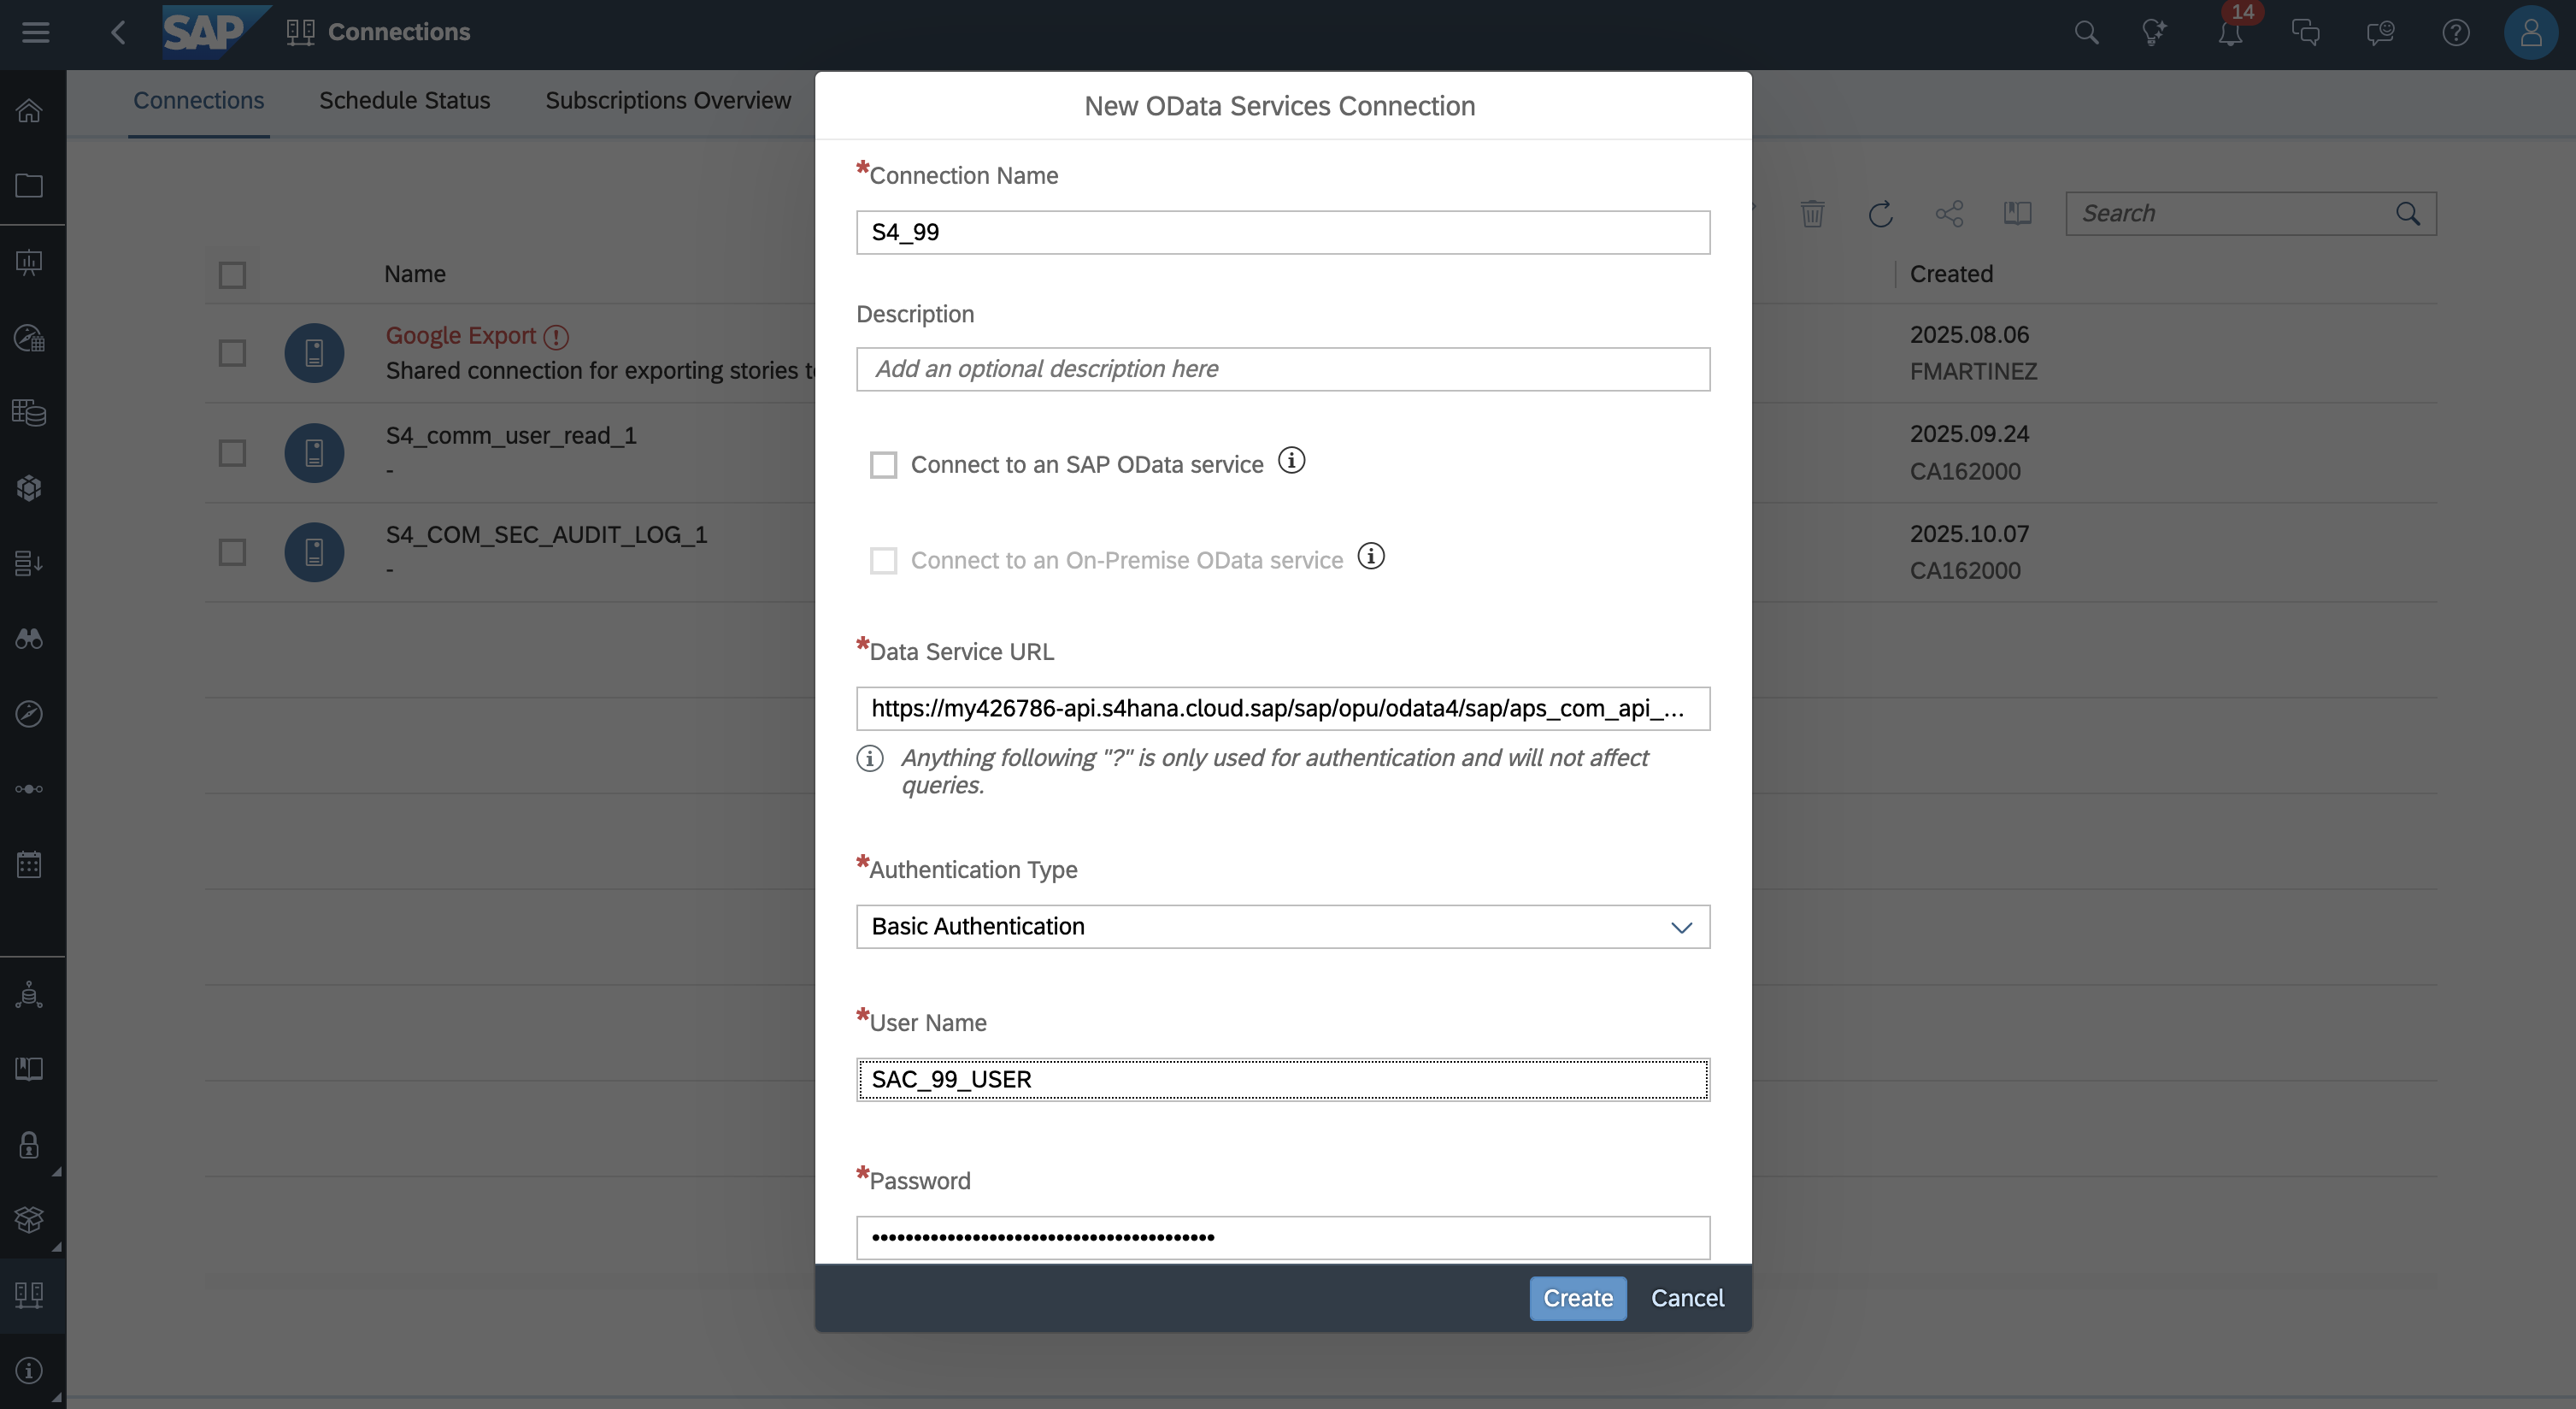 SAP
Connections
14
Connections
Schedule Status
Subscriptions Overview
Search
Name
Created
Google Export
Shared connection for exporting stories t
2025.08.06
FMARTINEZ
S4_comm_user_read_1
-
2025.09.24
CA162000
S4_COM_SEC_AUDIT_LOG_1
-
2025.10.07
CA162000
New OData Services Connection
*Connection Name
S4_99
Description
Add an optional description here
Connect to an SAP OData service
Connect to an On-Premise OData service
*Data Service URL
https://my426786-api.s4hana.cloud.sap/sap/opu/odata4/sap/aps_com_api_...
Anything following "?" is only used for authentication and will not affect
queries.
*Authentication Type
Basic Authentication
*User Name
SAC_99_USER
*Password
Create
Cancel